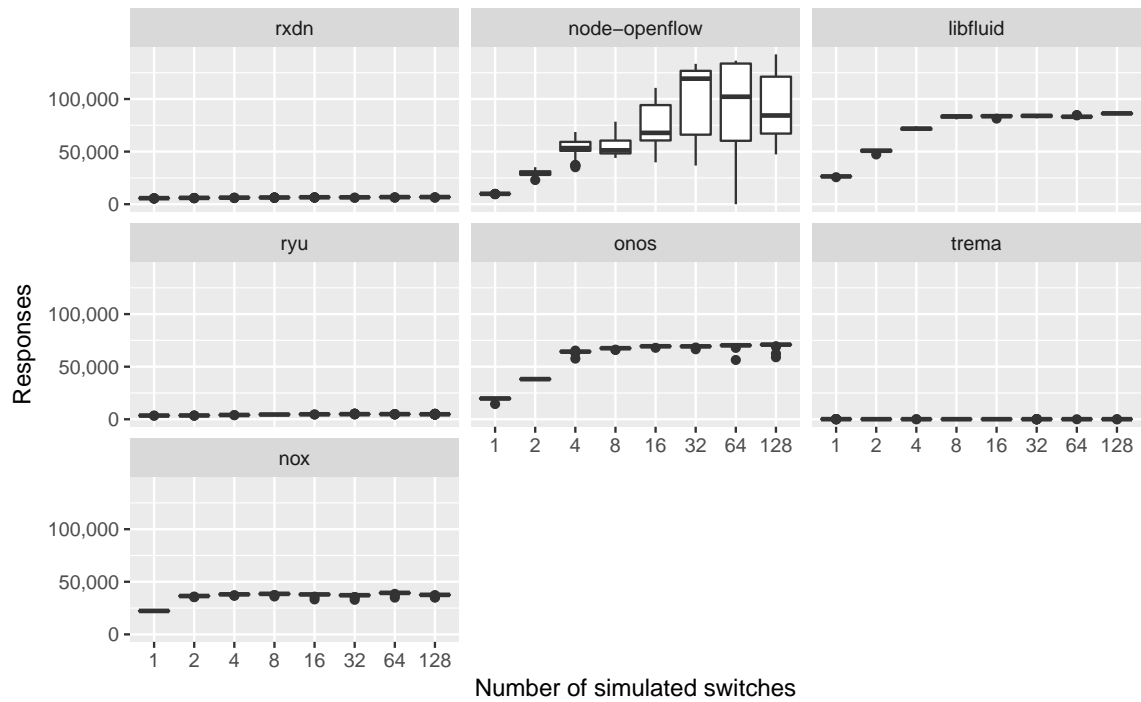 rxdn
node−openflow
libfluid
100,000
50,000
0
ryu
onos
trema
100,000
50,000
0
1 2 4 8 16 32 64 128
1 2 4 8 16 32 64 128
nox
100,000
50,000
0
1 2 4 8 16 32 64 128
Responses
Number of simulated switches